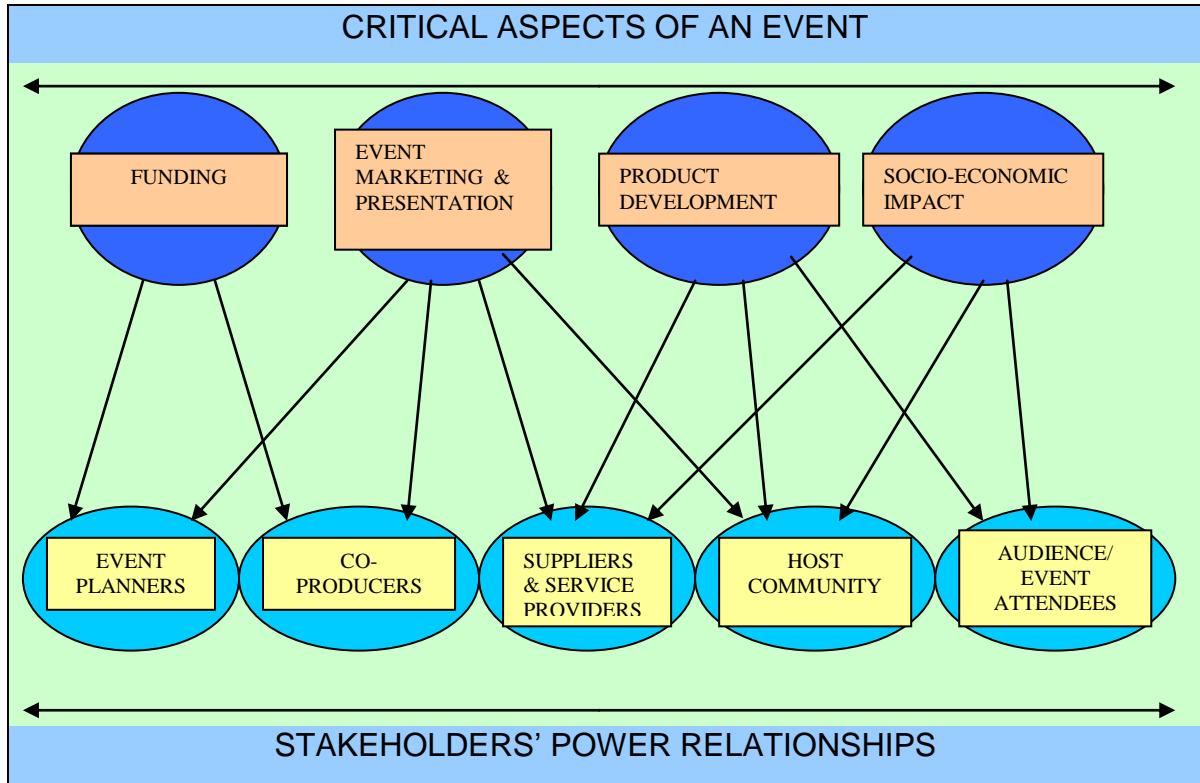 CRITICAL ASPECTS OF AN EVENT
FUNDING
EVENT
MARKETING &
PRESENTATION
PRODUCT
DEVELOPMENT
SOCIO-ECONOMIC
IMPACT
EVENT
PLANNERS
CO-
PRODUCERS
SUPPLIERS
& SERVICE
PROVIDERS
HOST
COMMUNITY
AUDIENCE/
EVENT
ATTENDEES
STAKEHOLDERS’ POWER RELATIONSHIPS